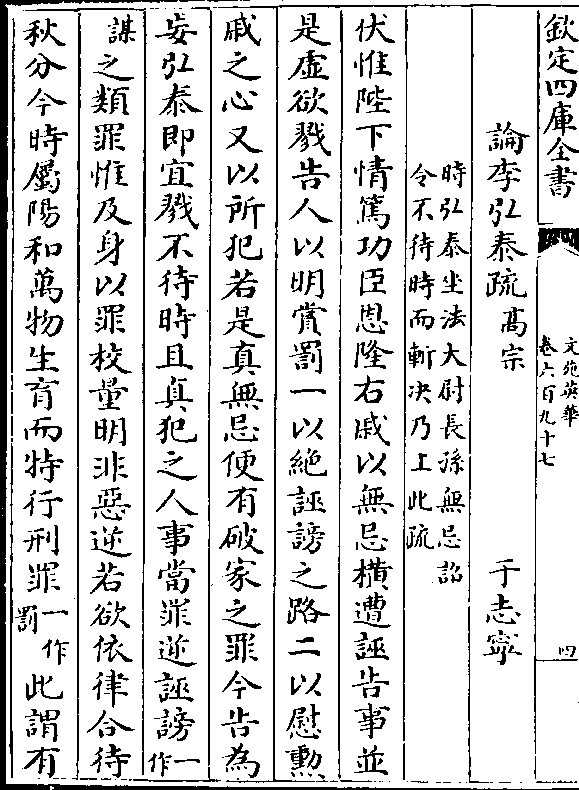 欽定四庫全書
文苑英華
卷六百九十七
四
論李弘泰疏高宗
于志寧
時弘泰坐法大尉長孫無忌詔
令不待時而斬决乃上此疏
伏惟陛下情篤功臣恩隆右戚以無忌橫遭誣告事並
是虛欲戮告人以明賞罰一以絶誣謗之路二以慰勲
戚之心又以所犯若是真無忌便有破家之罪今告為
妄弘泰即宜戮不待時且真犯之人事當罪逆誣謗一作
謀之類罪惟及身以罪校量明非惡逆若欲依律合待
秋分今時屬陽和萬物生育而特行刑罪一作罰此謂有